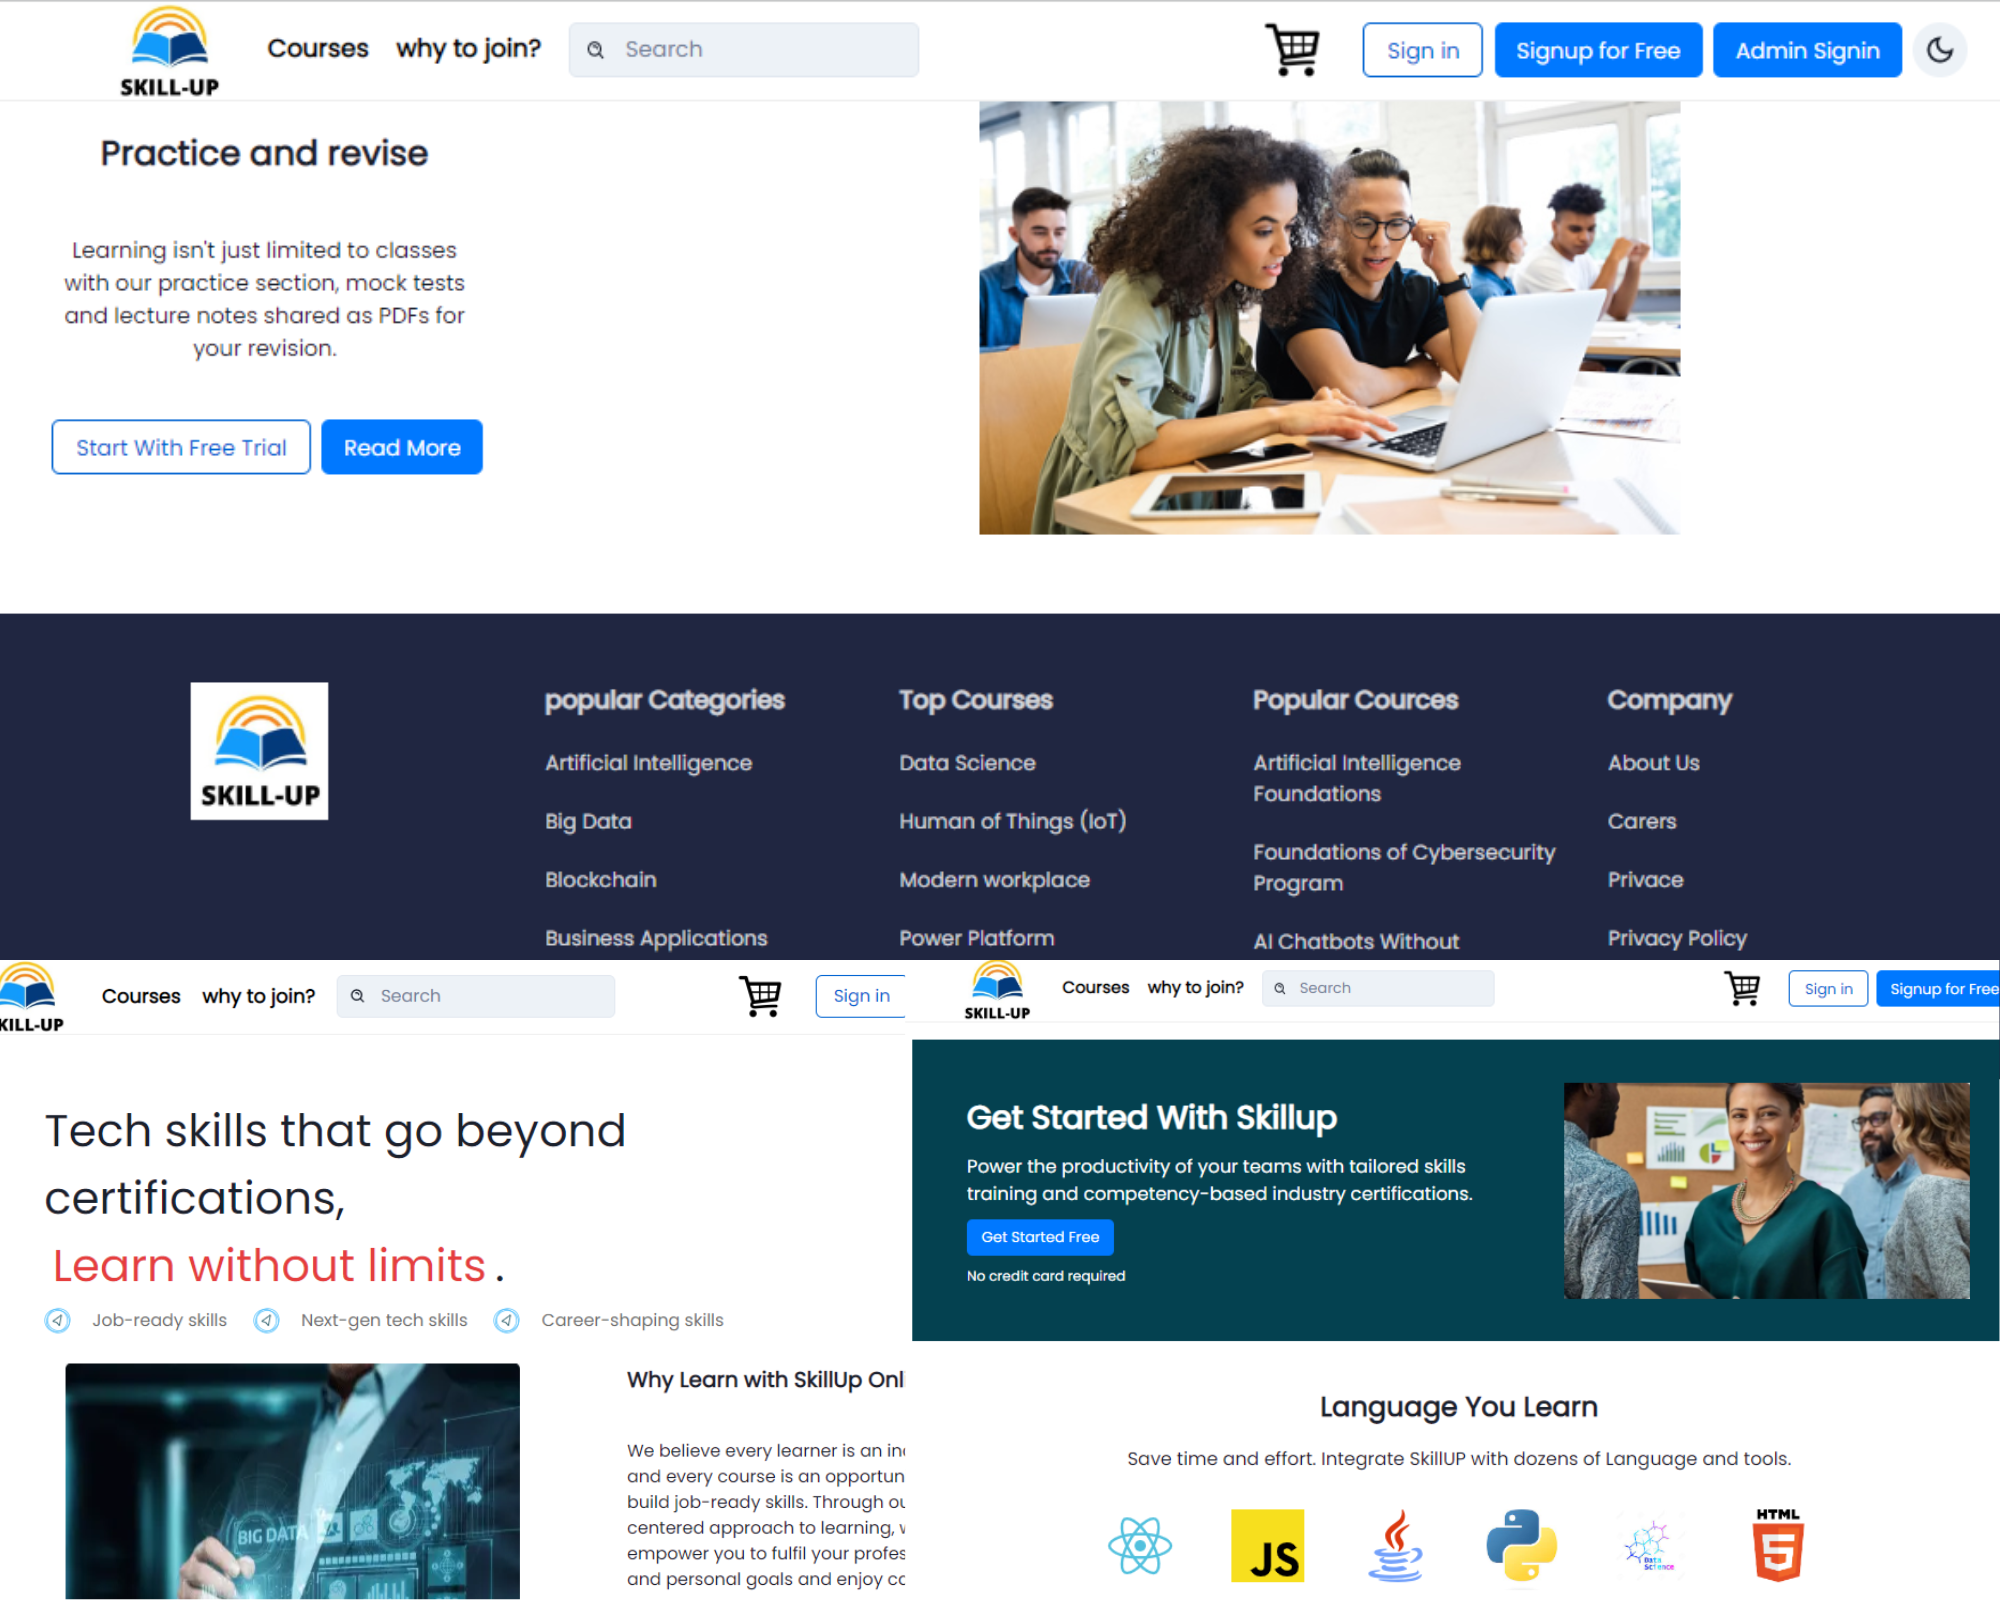 SKILL-UP
Courses why to join? Search Sign in Signup for Free Admin Signin
Practice and revise
Learning isn't just limited to classes
with our practice section, mock tests
and lecture notes shared as PDFs for
your revision.
Start With Free Trial Read More
SKILL-UP
popular Categories
Artificial Intelligence
Big Data
Blockchain
Business Applications
Top Courses
Data Science
Human of Things (IoT)
Modern workplace
Power Platform
Popular Cources
Artificial Intelligence
Foundations
Foundations of Cybersecurity
Program
AI Chatbots Without
Company
About Us
Carers
Privace
Privacy Policy
KILL-UP
Courses why to join? Search Sign in
Tech skills that go beyond
certifications,
Learn without limits .
Job-ready skills Next-gen tech skills Career-shaping skills
BIG DATA
Why Learn with SkillUp Onl
We believe every learner is an in
and every course is an opportun
build job-ready skills. Through ou
centered approach to learning, w
empower you to fulfil your profes
and personal goals and enjoy co
SKILL-UP
Courses why to join? Search Sign in Signup for Free
Get Started With Skillup
Power the productivity of your teams with tailored skills
training and competency-based industry certifications.
Get Started Free
No credit card required
Language You Learn
Save time and effort. Integrate SkillUP with dozens of Language and tools.
JS
Data
Science
HTML
5